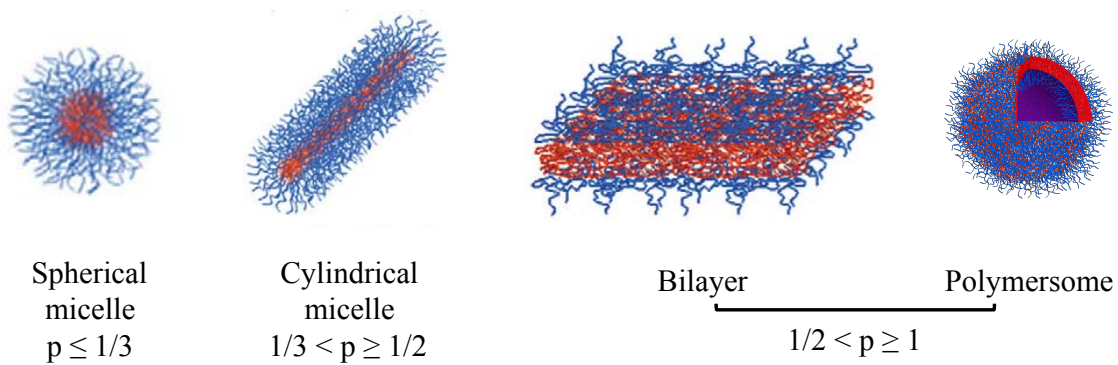 Spherical
micelle
p ≤ 1/3
Cylindrical
micelle
1/3 < p ≥ 1/2
Bilayer
Polymersome
1/2 < p ≥ 1